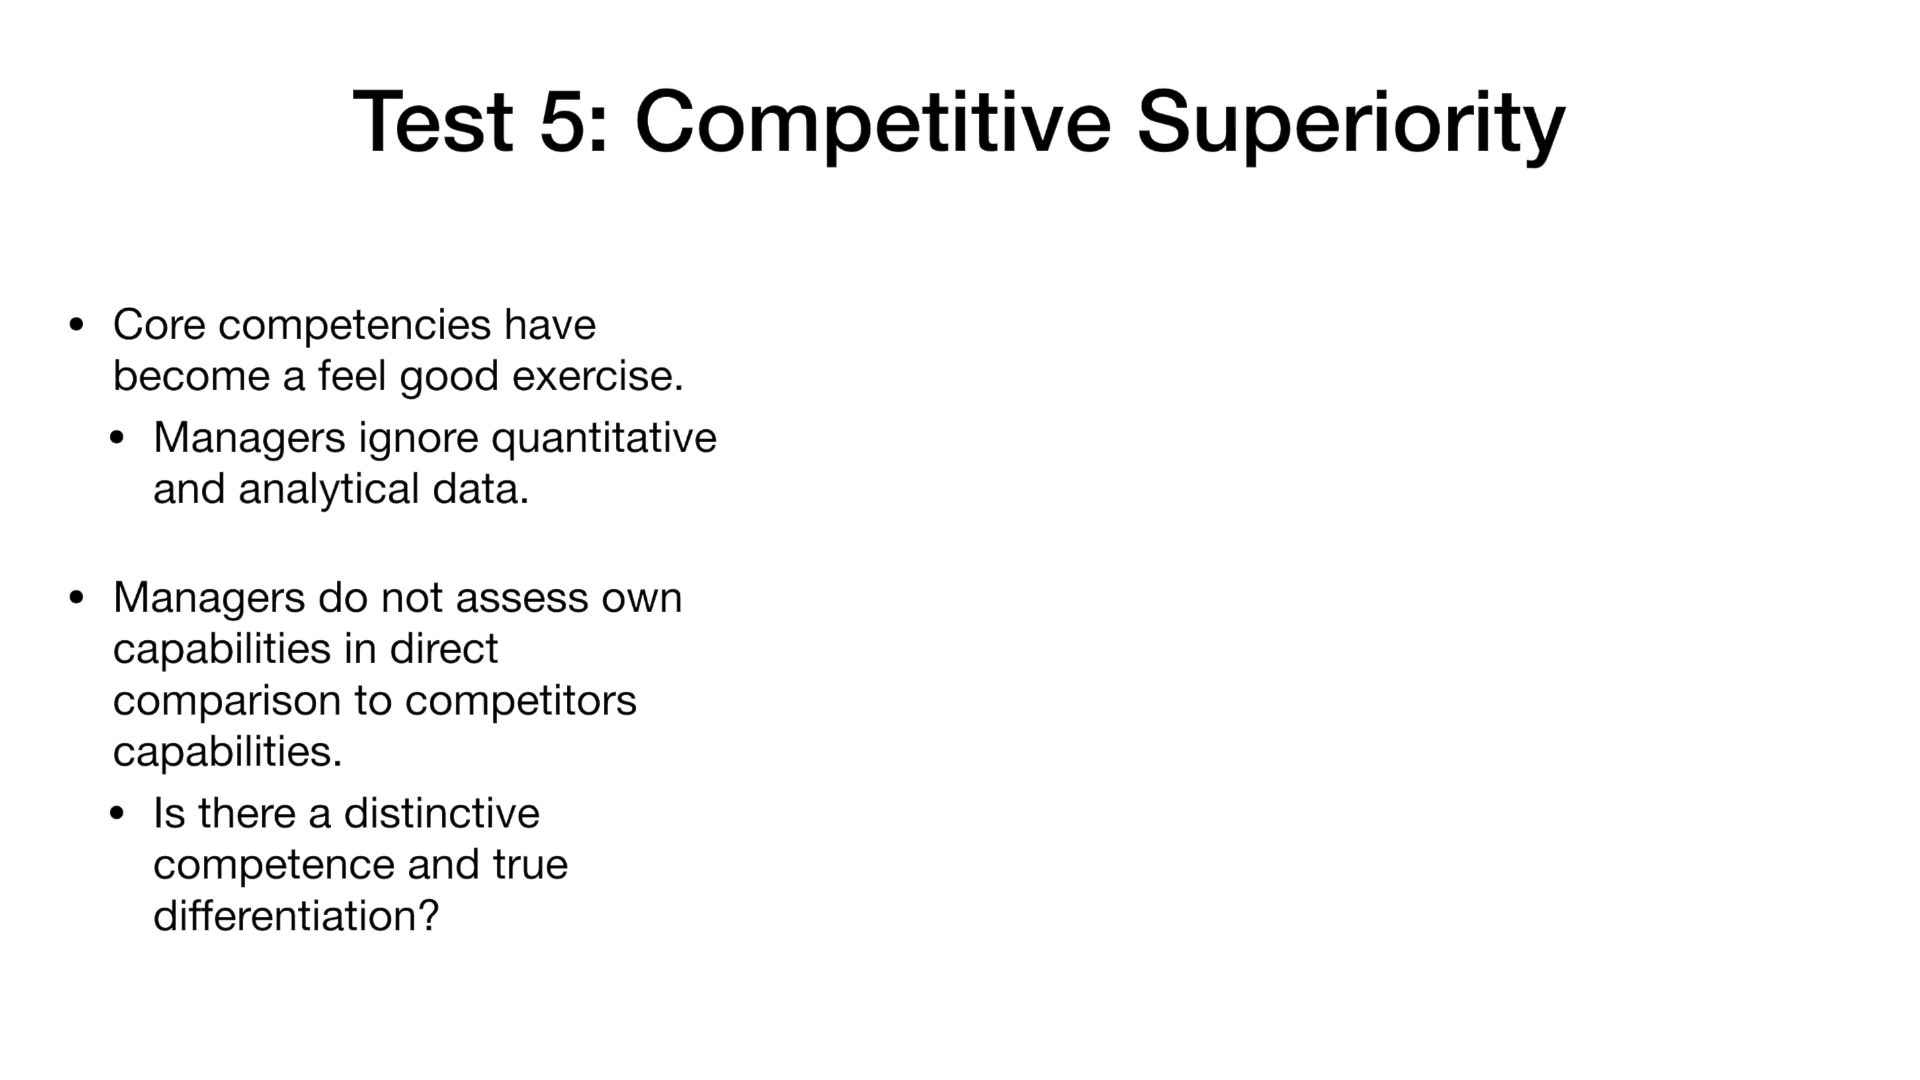 Test 5: Competitive Superiority
• Core competencies have
become a feel good exercise.
• Managers ignore quantitative
and analytical data.
• Managers do not assess own
capabilities in direct
comparison to competitors
capabilities.
• Is there a distinctive
competence and true
differentiation?